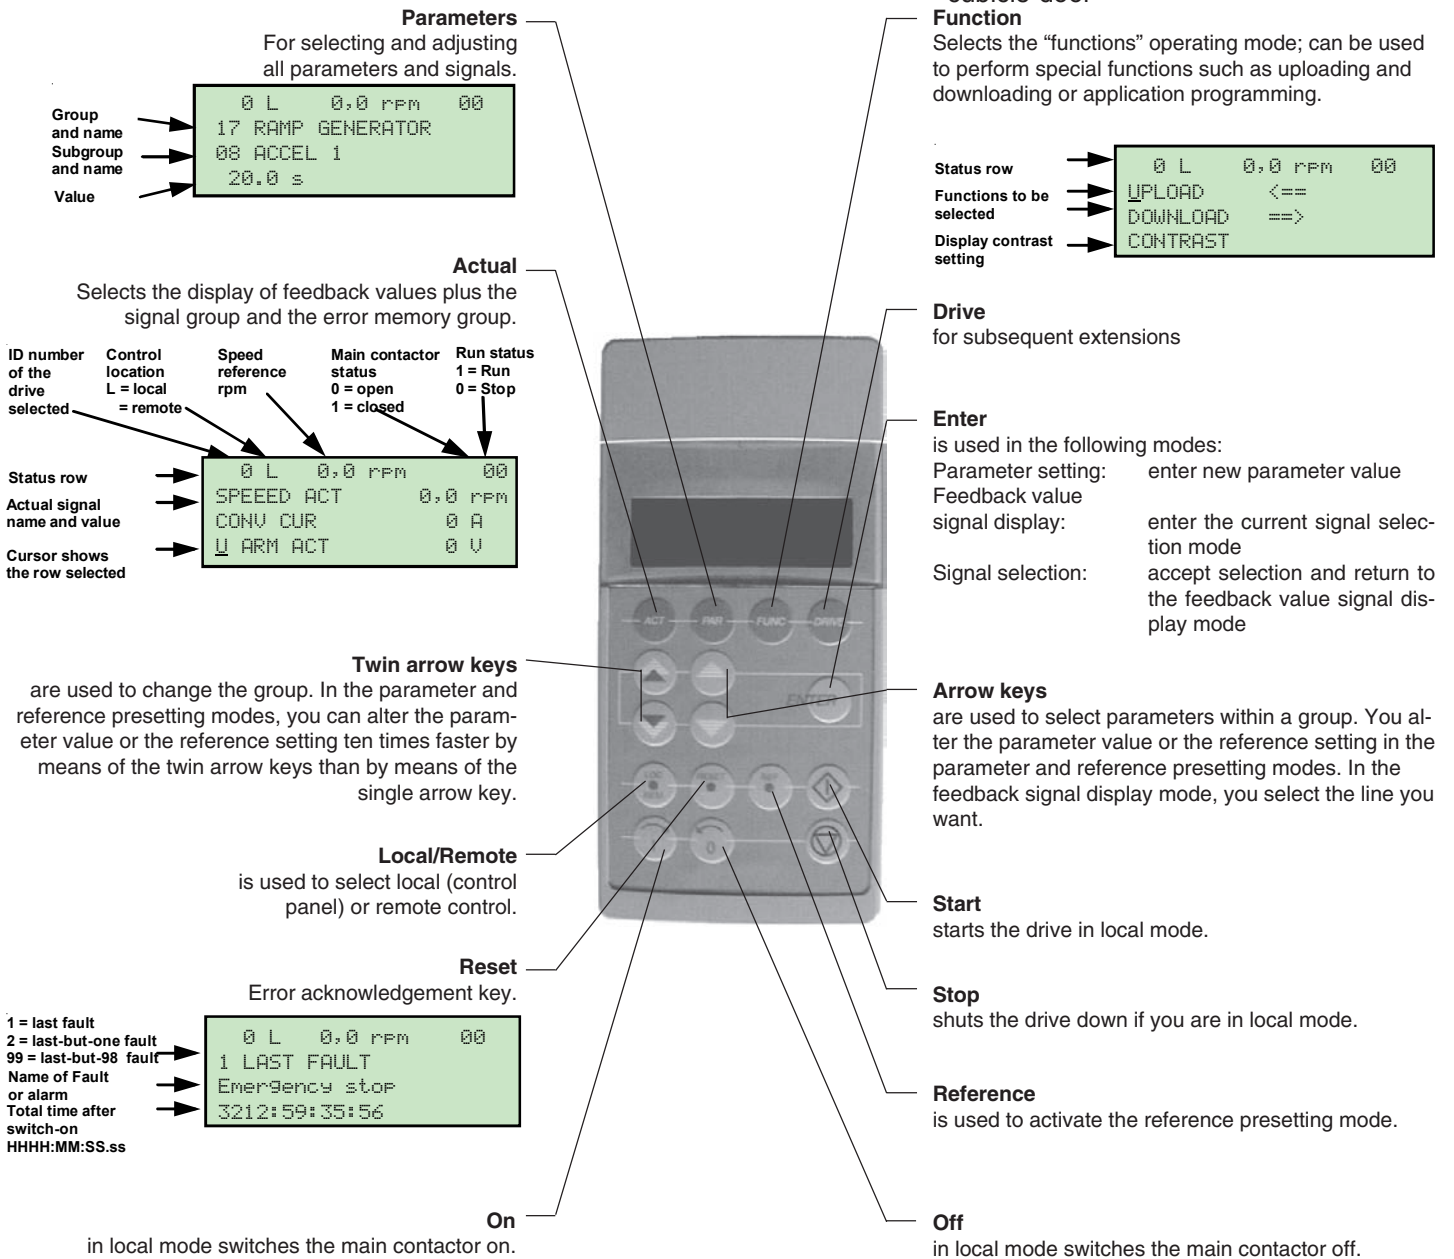 Parameters
For selecting and adjusting
all parameters and signals.
Group
and name
Subgroup
and name
Value
0 L 0,0 rpm 00
17 RAMP GENERATOR
08 ACCEL 1
20.0 s
Actual
Selects the display of feedback values plus the
signal group and the error memory group.
ID number
of the
drive
selected
Control
location
L = local
= remote
Speed
reference
rpm
Main contactor
status
0 = open
1 = closed
Run status
1 = Run
0 = Stop
Status row
Actual signal
name and value
Cursor shows
the row selected
0 L 0,0 rpm 00
SPEEED ACT 0,0 rpm
CONV CUR 0 A
U ARM ACT 0 V
Twin arrow keys
are used to change the group. In the parameter and
reference presetting modes, you can alter the param-
eter value or the reference setting ten times faster by
means of the twin arrow keys than by means of the
single arrow key.
Local/Remote
is used to select local (control
panel) or remote control.
Reset
Error acknowledgement key.
1 = last fault
2 = last-but-one fault
99 = last-but-98 fault
Name of Fault
or alarm
Total time after
switch-on
HHHH:MM:SS.ss
0 L 0,0 rpm 00
1 LAST FAULT
Emergency stop
3212:59:35:56
On
in local mode switches the main contactor on.
ACT PAR FUNC DRIVE
ENTER
LOC
REM
RESET
REF
0
Function
Selects the “functions” operating mode; can be used
to perform special functions such as uploading and
downloading or application programming.
Status row
Functions to be
selected
Display contrast
setting
0 L 0,0 rpm 00
UPLOAD <==
DOWNLOAD ==>
CONTRAST
Drive
for subsequent extensions
Enter
is used in the following modes:
Parameter setting: enter new parameter value
Feedback value
signal display: enter the current signal selec-
tion mode
Signal selection: accept selection and return to
the feedback value signal dis-
play mode
Arrow keys
are used to select parameters within a group. You al-
ter the parameter value or the reference setting in the
parameter and reference presetting modes. In the
feedback signal display mode, you select the line you
want.
Start
starts the drive in local mode.
Stop
shuts the drive down if you are in local mode.
Reference
is used to activate the reference presetting mode.
Off
in local mode switches the main contactor off.